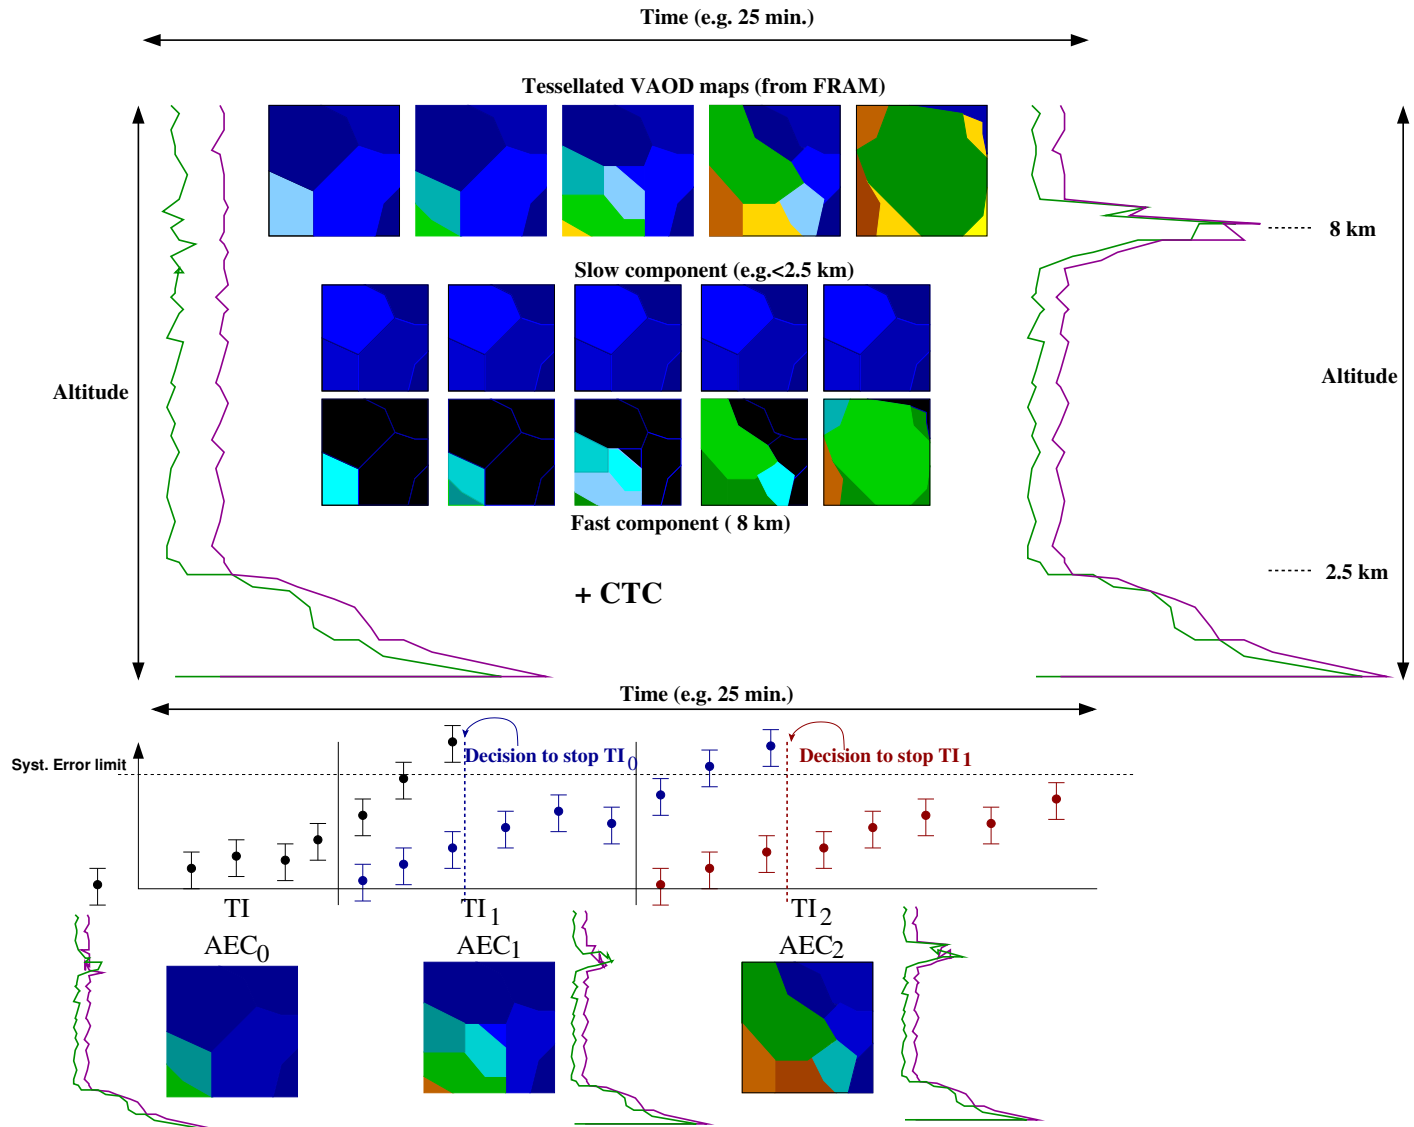 Time (e.g. 25 min.)
Tessellated VAOD maps (from FRAM)
8 km
Slow component (e.g.<2.5 km)
Altitude
Altitude
Fast component ( 8 km)
2.5 km
+ CTC
Time (e.g. 25 min.)
Syst. Error limit
Decision to stop TI0
Decision to stop TI1
TI
TI1
TI2
AEC0
AEC1
AEC2